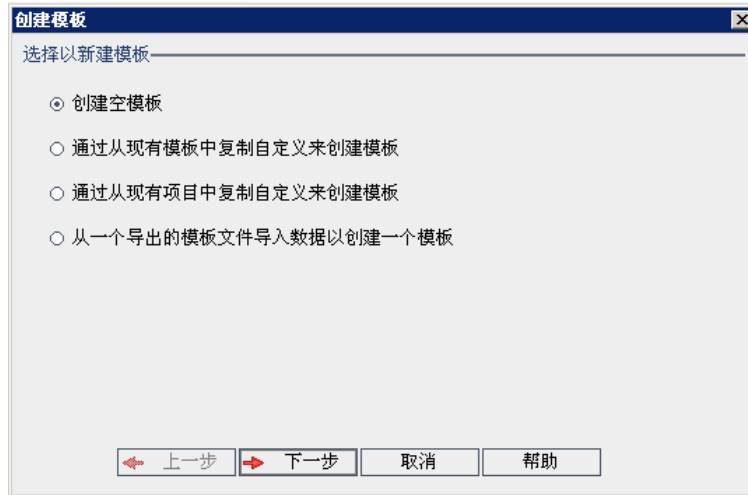 创建模板
选择以新建模板
创建空模板
通过从现有模板中复制自定义来创建模板
通过从现有项目中复制自定义来创建模板
从一个导出的模板文件导入数据以创建一个模板
上一步 下一步 取消 帮助